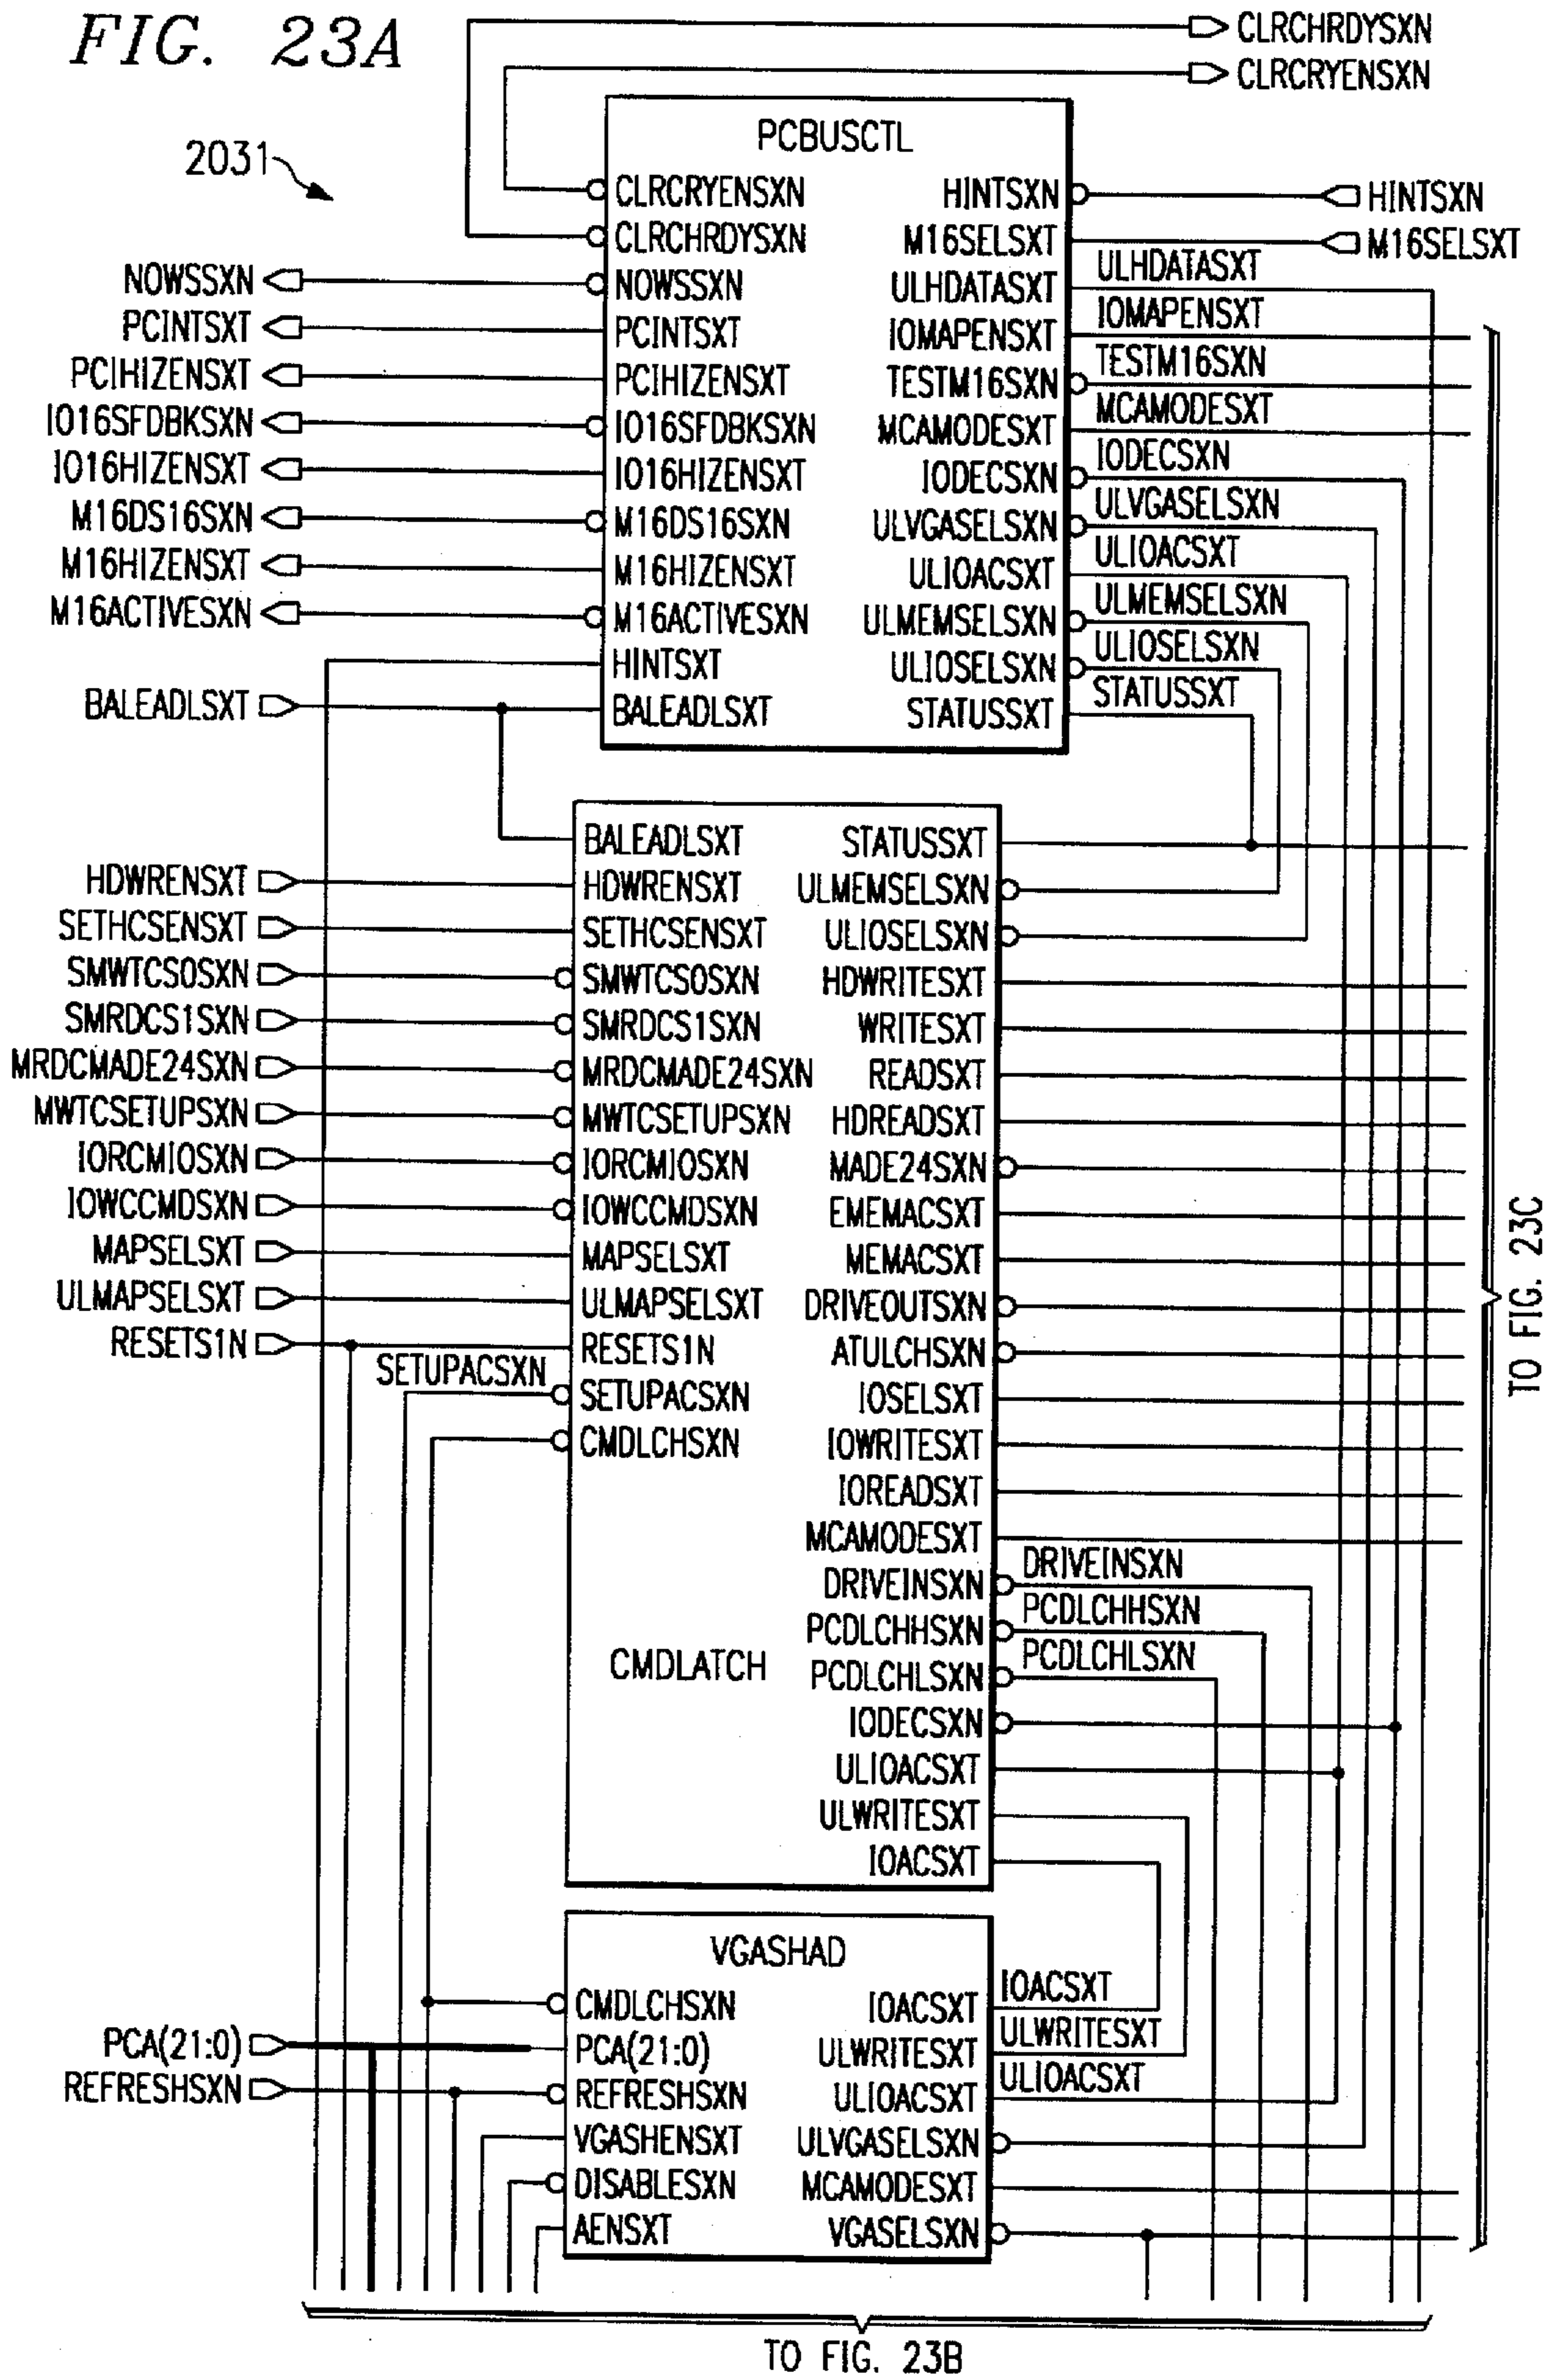 FIG. 23A
CLRCHRDYSXN
CLRCRYENSXN
2031
PCBUSCTL
CLRCRYENSXN HINTSXN HINTSXN
CLRCHRDYSXN M16SELSXT M16SELSXT
NOWSSXN NOWSSXN ULHDATASXT ULHDATASXT
PCINTSXT PCINTSXT IOMAPENSXT IOMAPENSXT
PCIHIZENSXT PCIHIZENSXT TESTM16SXN TESTM16SXN
IO16SFDBKSXN IO16SFDBKSXN MCAMODESXT MCAMODESXT
IO16HIZENSXT IO16HIZENSXT IODECSXN IODECSXN
M16DS16SXN M16DS16SXN ULVGASELSXN ULVGASELSXN
M16HIZENSXT M16HIZENSXT ULIOACSXT ULIOACSXT
M16ACTIVESXN M16ACTIVESXN ULMEMSELSXN ULMEMSELSXN
HINTSXT ULIOSELSXN ULIOSELSXN
BALEADLSXT BALEADLSXT STATUSSXT STATUSSXT
BALEADLSXT STATUSSXT
HDWRENSXT HDWRENSXT ULMEMSELSXN
SETHCSENSXT SETHCSENSXT ULIOSELSXN
SMWTCS0SXN SMWTCS0SXN HDWRITESXT
SMRDCS1SXN SMRDCS1SXN WRITESXT
MRDCMADE24SXN MRDCMADE24SXN READSXT
MWTCSETUPSXN MWTCSETUPSXN HDREADSXT
IORCMIOSXN IORCMIOSXN MADE24SXN
IOWCCMDSXN IOWCCMDSXN EMEMACSXT
MAPSELSXT MAPSELSXT MEMACSXT
ULMAPSELSXT ULMAPSELSXT DRIVEOUTSXN
RESETS1N RESETS1N ATULCHSXN
SETUPACSXN SETUPACSXN IOSELSXT
CMDLCHSXN IOWRITESXT
IOREADSXT
MCAMODESXT
DRIVEINSXN DRIVEINSXN
PCDLCHHSXN PCDLCHHSXN
CMDLATCH PCDLCHLSXN PCDLCHLSXN
IODECSXN
ULIOACSXT
ULWRITESXT
IOACSXT
TO FIG. 23C
VGASHAD
CMDLCHSXN IOACSXT IOACSXT
PCA(21:0) PCA(21:0) ULWRITESXT ULWRITESXT
REFRESHSXN REFRESHSXN ULIOACSXT ULIOACSXT
VGASHENSXT ULVGASELSXN
DISABLESXN MCAMODESXT
AENSXT VGASELSXN
TO FIG. 23B